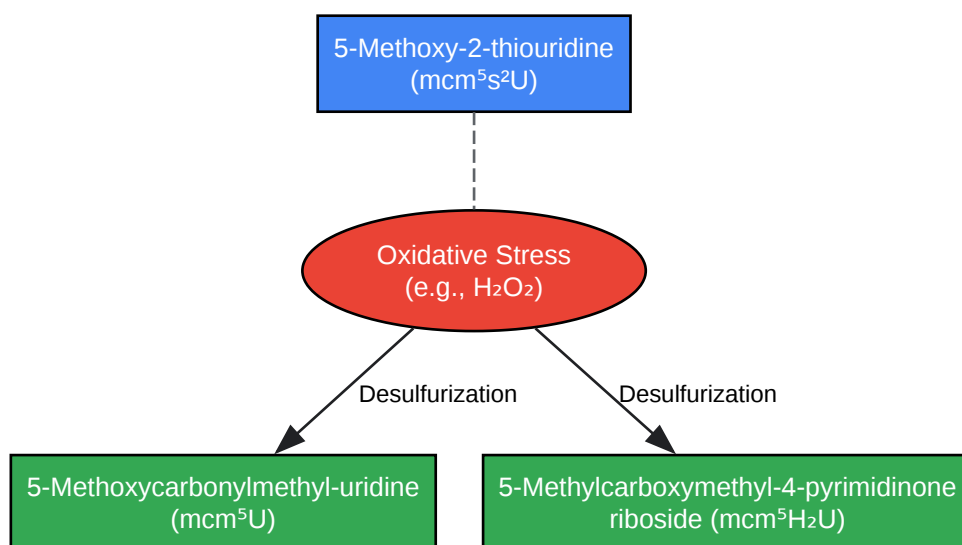 5-Methoxy-2-thiouridine
(mcm⁵s²U)
Oxidative Stress
(e.g., H₂O₂)
Desulfurization
Desulfurization
5-Methoxycarbonylmethyl-uridine
(mcm⁵U)
5-Methylcarboxymethyl-4-pyrimidinone
riboside (mcm⁵H₂U)